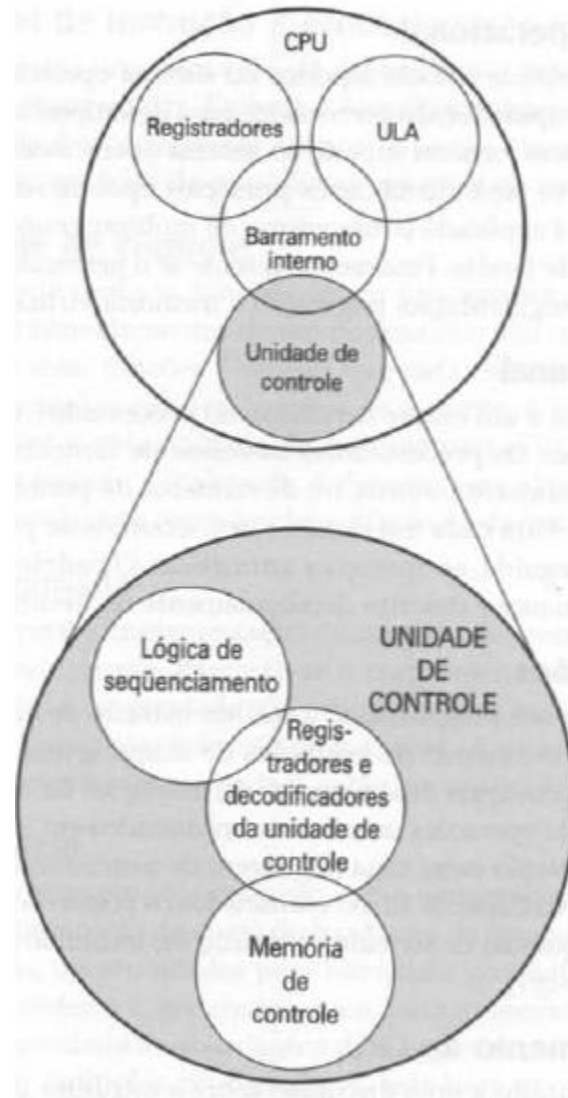 CPU
Registradores
ULA
Barramento
interno
Unidade de
controle
Lógica de
seqüenciamento
UNIDADE
DE
CONTROLE
Regis-
tradores e
decodificadores
da unidade de
controle
Memória
de
controle